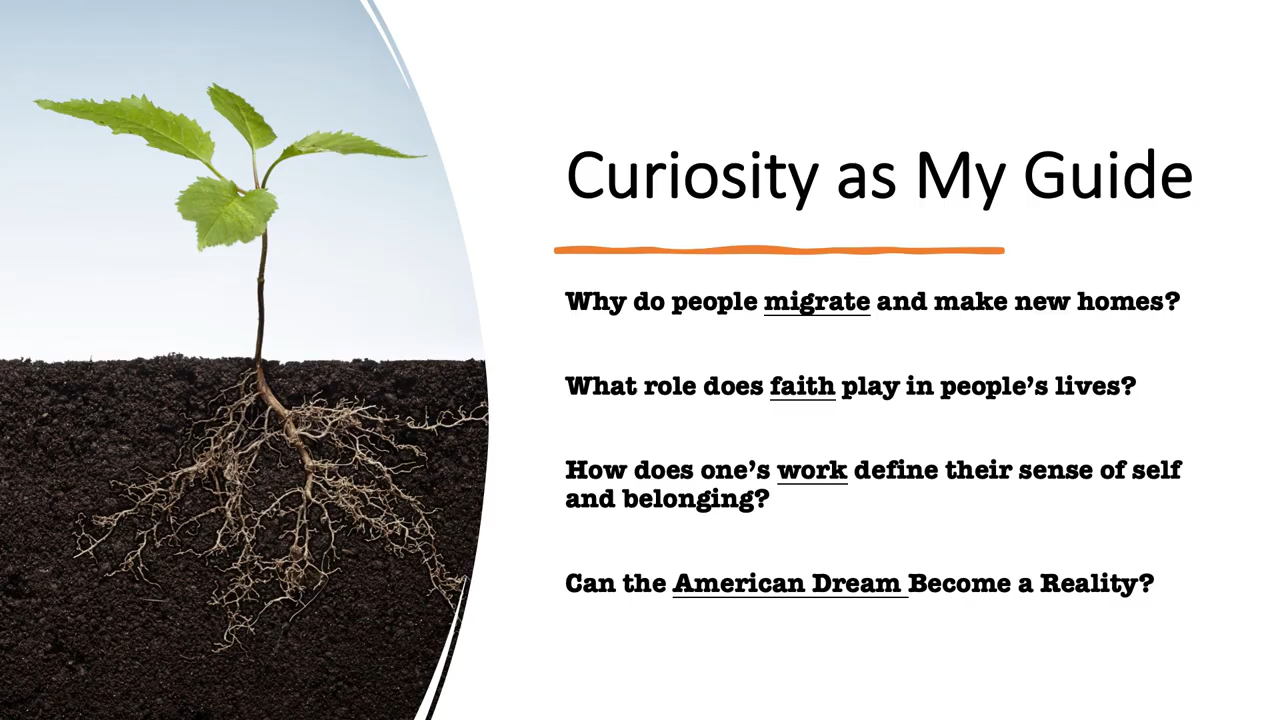 Curiosity as My Guide
Why do people migrate and make new homes?
What role does faith play in people’s lives?
How does one’s work define their sense of self
and belonging?
Can the American Dream Become a Reality?